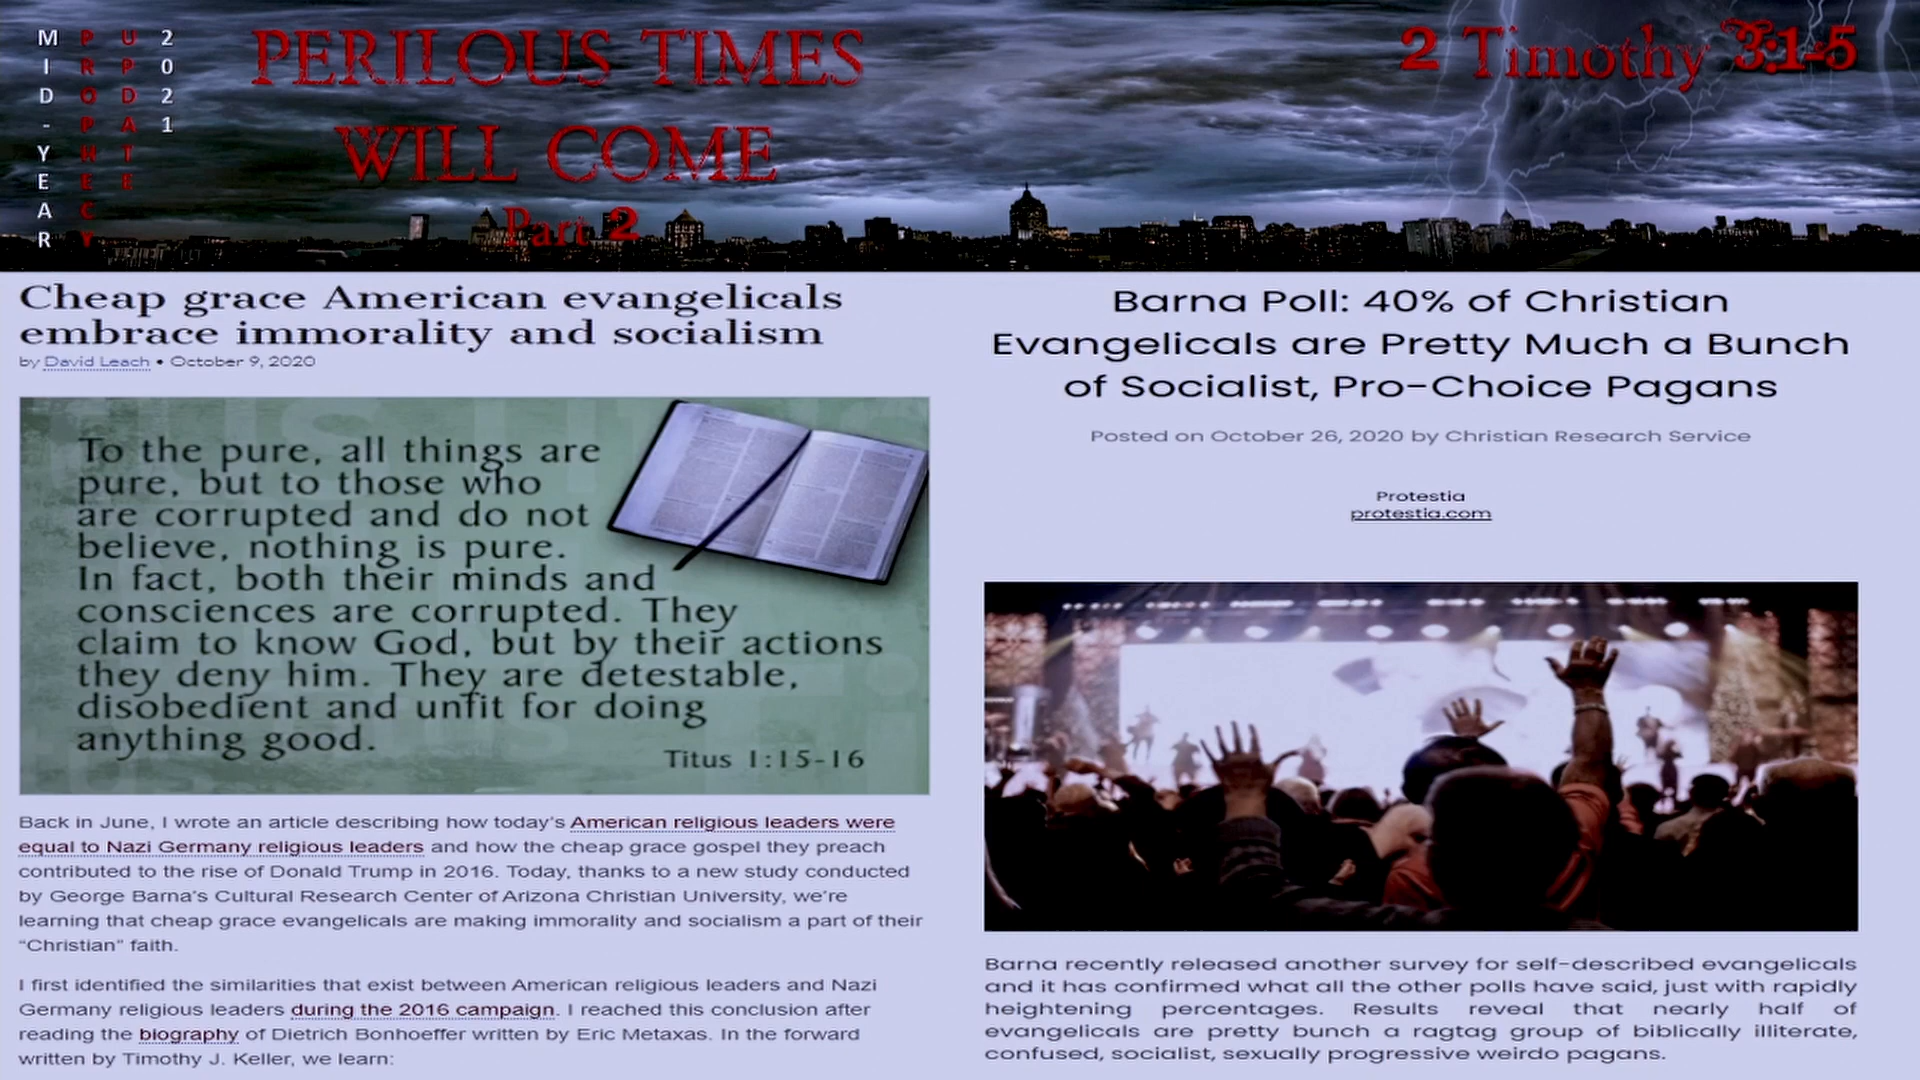 MID-YEAR
PROPHECY
UPDATE
2021
PERILOUS TIMES
WILL COME
Part 2
2 Timothy 3:1-5
Cheap grace American evangelicals
embrace immorality and socialism
by David Leach • October 9, 2020
To the pure, all things are
pure, but to those who
are corrupted and do not
believe, nothing is pure.
In fact, both their minds and
consciences are corrupted. They
claim to know God, but by their actions
they deny him. They are detestable,
disobedient and unfit for doing
anything good.
Titus 1:15-16
Back in June, I wrote an article describing how today's American religious leaders were
equal to Nazi Germany religious leaders and how the cheap grace gospel they preach
contributed to the rise of Donald Trump in 2016. Today, thanks to a new study conducted
by George Barna's Cultural Research Center of Arizona Christian University, we're
learning that cheap grace evangelicals are making immorality and socialism a part of their
“Christian” faith.
I first identified the similarities that exist between American religious leaders and Nazi
Germany religious leaders during the 2016 campaign. I reached this conclusion after
reading the biography of Dietrich Bonhoeffer written by Eric Metaxas. In the forward
written by Timothy J. Keller, we learn:
Barna Poll: 40% of Christian
Evangelicals are Pretty Much a Bunch
of Socialist, Pro-Choice Pagans
Posted on October 26, 2020 by Christian Research Service
Protestia
protestia.com
Barna recently released another survey for self-described evangelicals
and it has confirmed what all the other polls have said, just with rapidly
heightening percentages. Results reveal that nearly half of
evangelicals are pretty bunch a ragtag group of biblically illiterate,
confused, socialist, sexually progressive weirdo pagans.